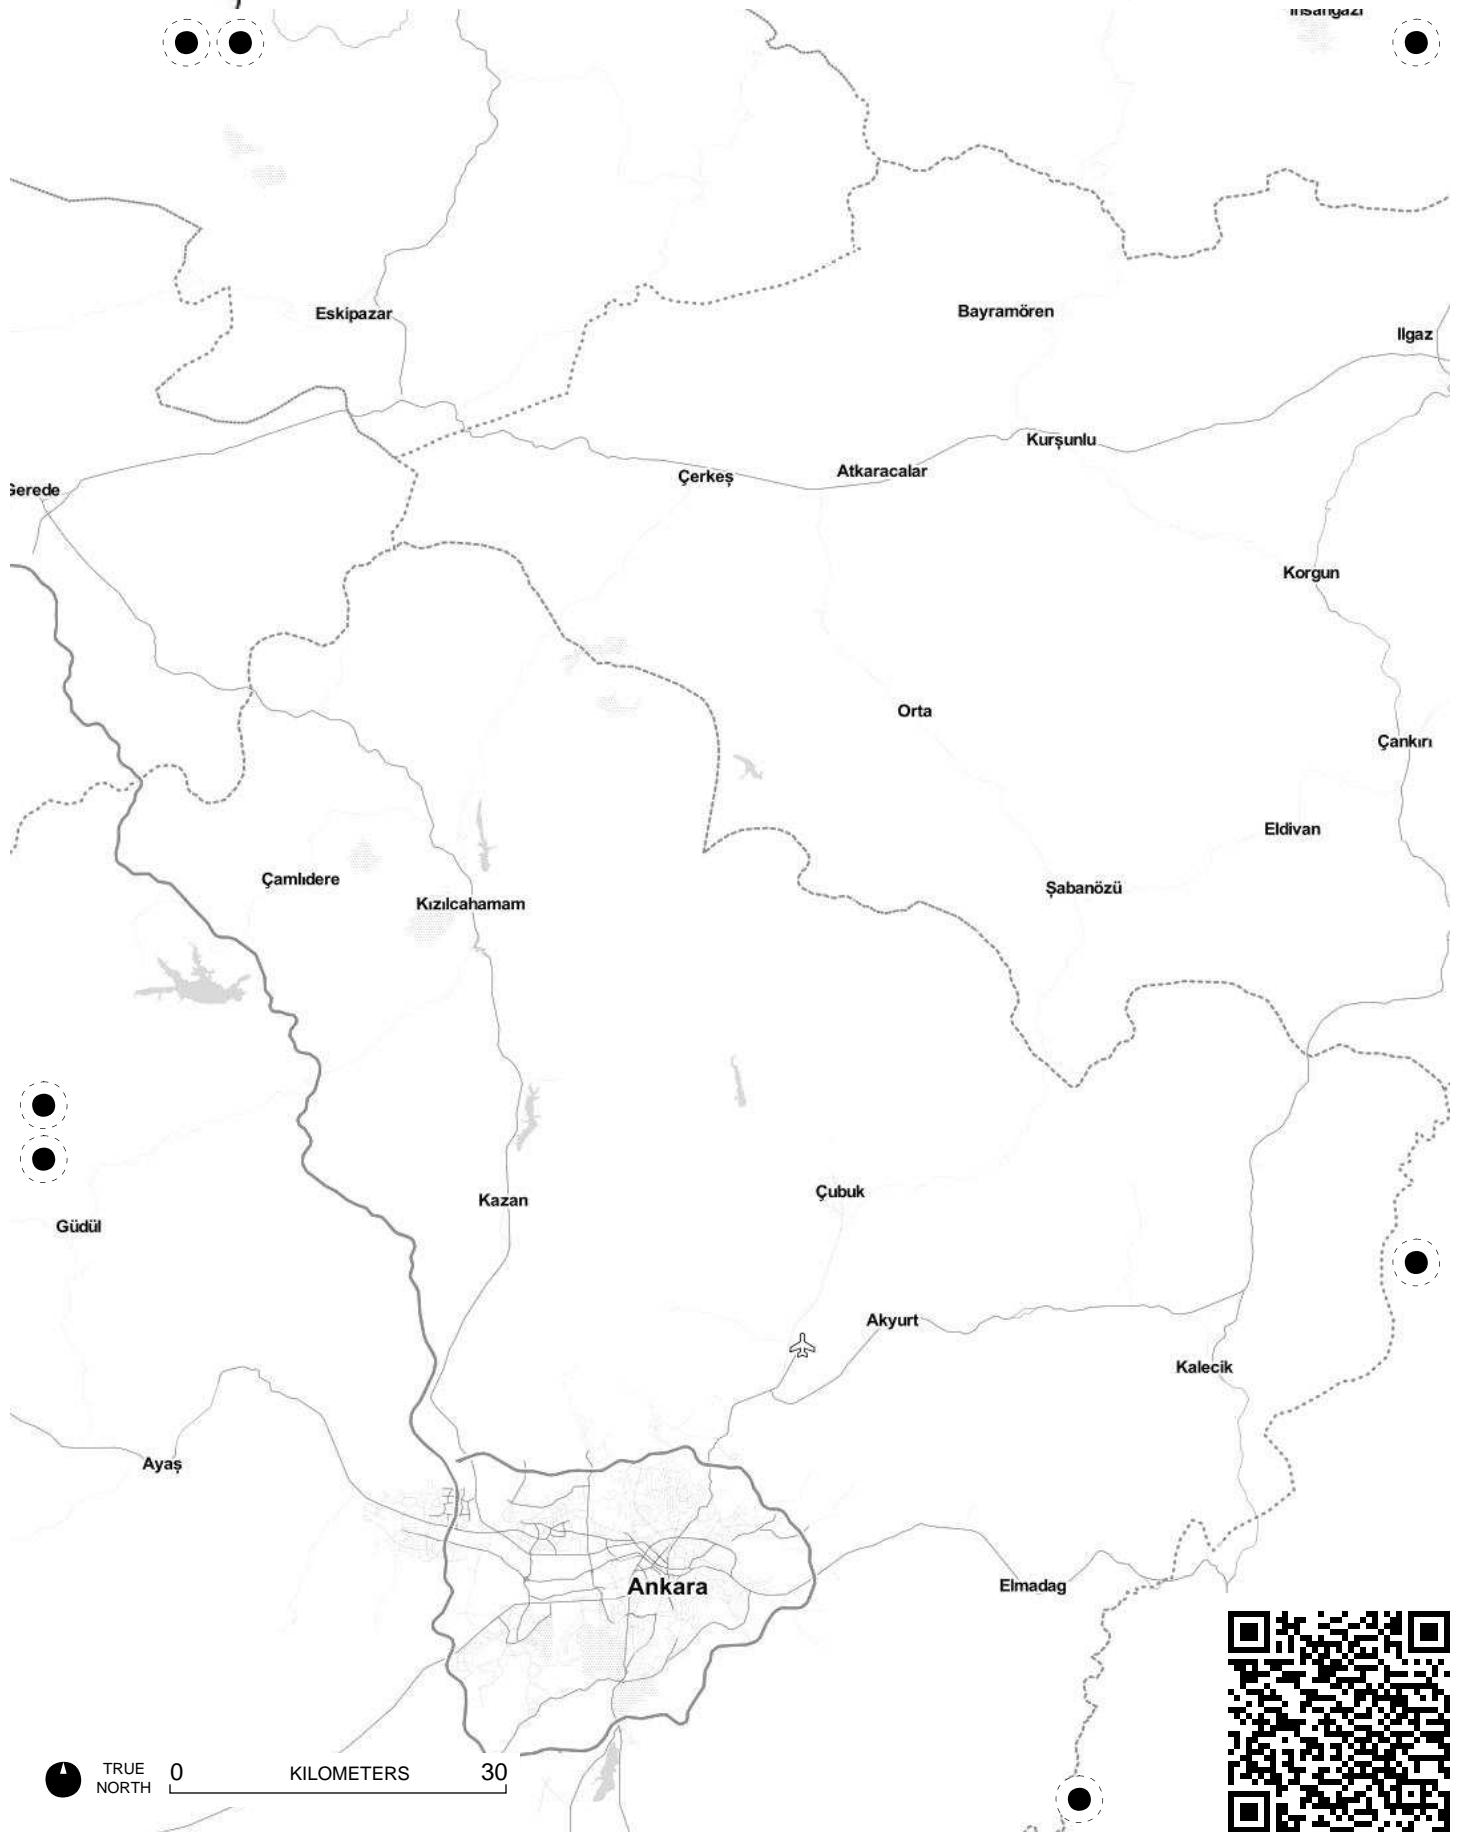 Eskipazar
Bayramören
Ilgaz
Kurşunlu
Atkaracalar
Çerkeş
Korgun
Orta
Çankırı
Eldivan
Çamlıdere
Şabanözü
Kızılcahamam
Çubuk
Kazan
Güdül
Akyurt
Kalecik
Ayaş
Elmadag
Ankara
TRUE
NORTH
0 KILOMETERS 30